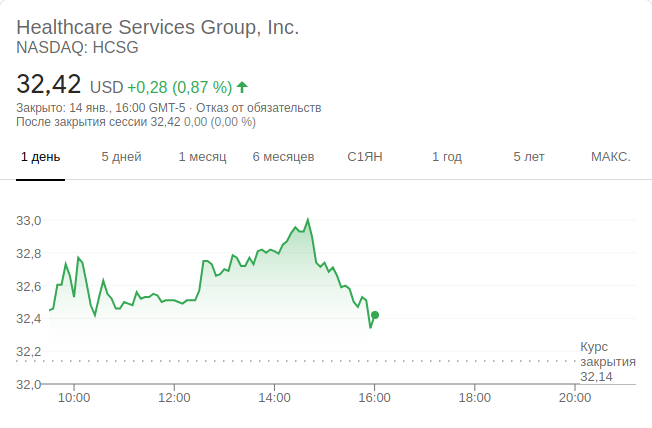 Healthcare Services Group, Inc.
NASDAQ: HCSG
32,42 USD +0,28 (0,87 %)
Закрыто: 14 янв., 16:00 GMT-5 · Отказ от обязательств
После закрытия сессии 32,42 0,00 (0,00 %)
1 день 5 дней 1 месяц 6 месяцев С1ЯН 1 год 5 лет МАКС.
33,0
32,8
32,6
32,4
32,2
32,0
Курс
закрытия
32,14
10:00 12:00 14:00 16:00 18:00 20:00